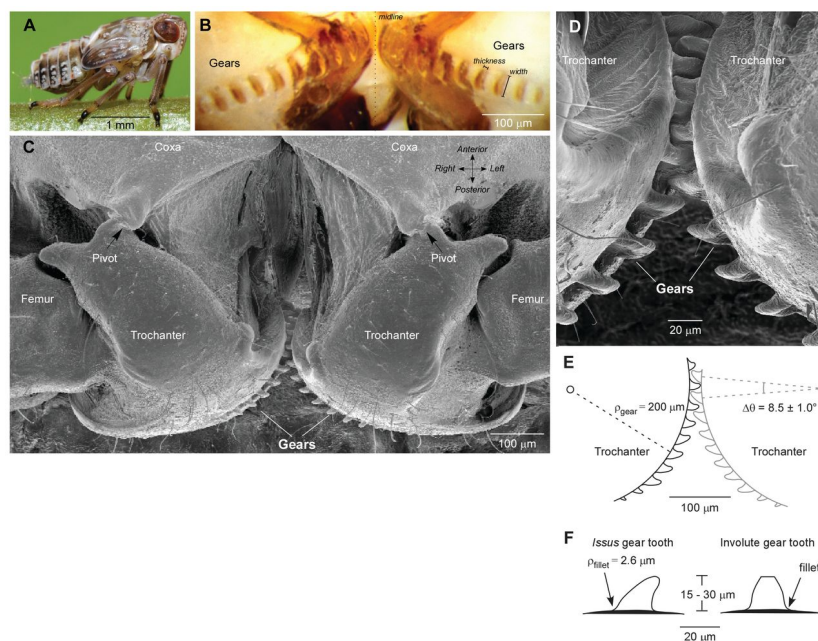 A
1 mm
B
midline
Gears
Gears
thickness
width
100 μm
C
Coxa
Coxa
Anterior
Right
Left
Posterior
Pivot
Pivot
Femur
Femur
Trochanter
Trochanter
Gears
100 μm
D
Trochanter
Trochanter
Gears
20 μm
E
ρgear = 200 μm
Δθ = 8.5 ± 1.0°
Trochanter
Trochanter
100 μm
F
Issus gear tooth
Involute gear tooth
ρfillet = 2.6 μm
fillet
15 - 30 μm
20 μm